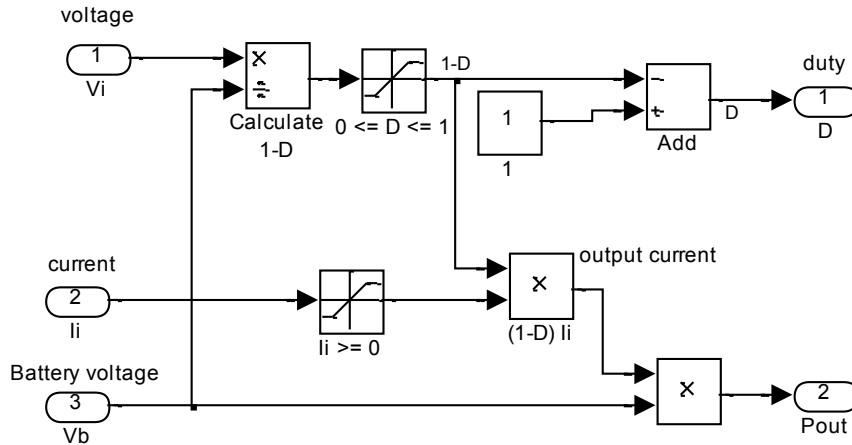 voltage
1
Vi
×
÷
Calculate
1-D
0 <= D <= 1
1-D
1
1
-
+
Add
D
duty
1
D
current
2
Ii
Ii >= 0
×
(1-D) Ii
output current
Battery voltage
3
Vb
×
2
Pout